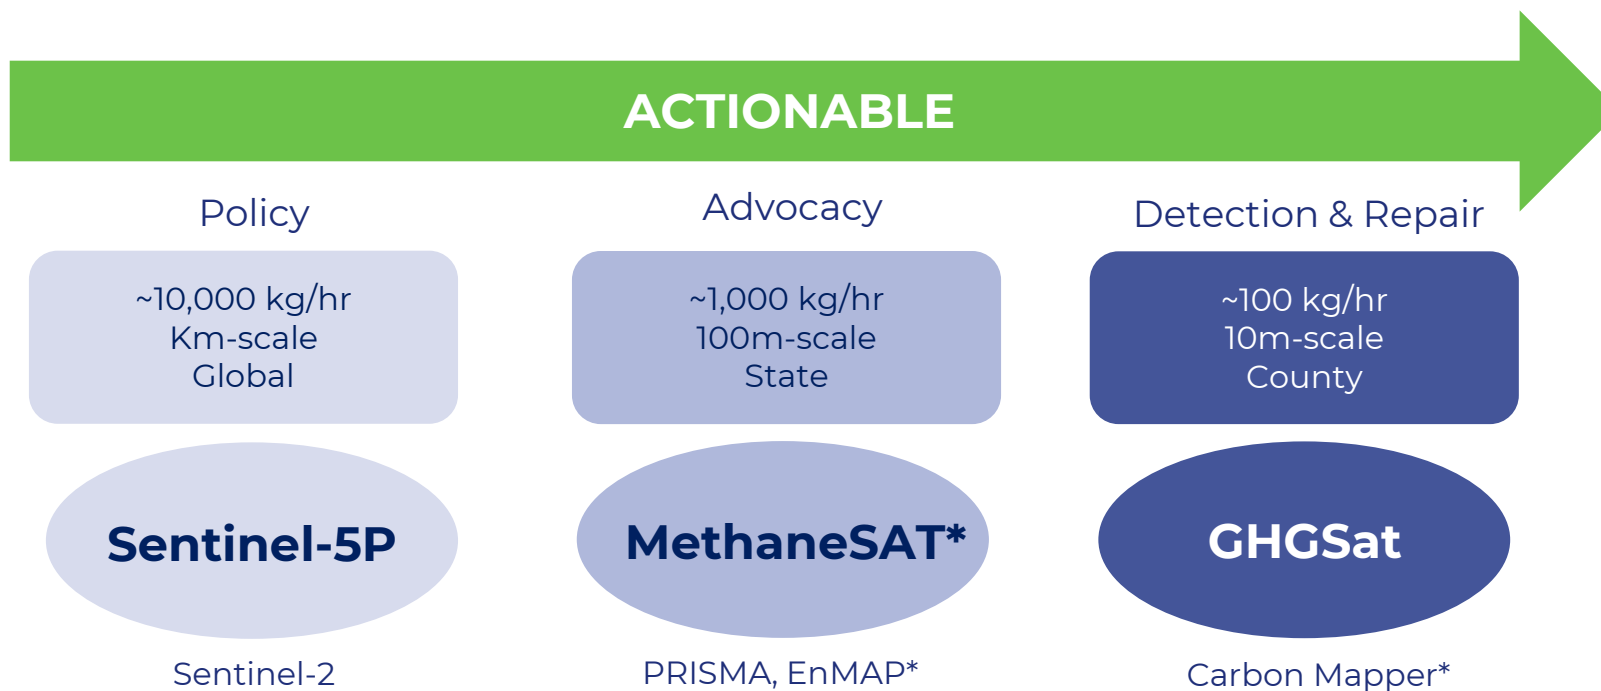 ACTIONABLE
Policy
~10,000 kg/hr
Km-scale
Global
Sentinel-5P
Sentinel-2
Advocacy
~1,000 kg/hr
100m-scale
State
MethaneSAT*
PRISMA, EnMAP*
Detection & Repair
~100 kg/hr
10m-scale
County
GHGSat
Carbon Mapper*